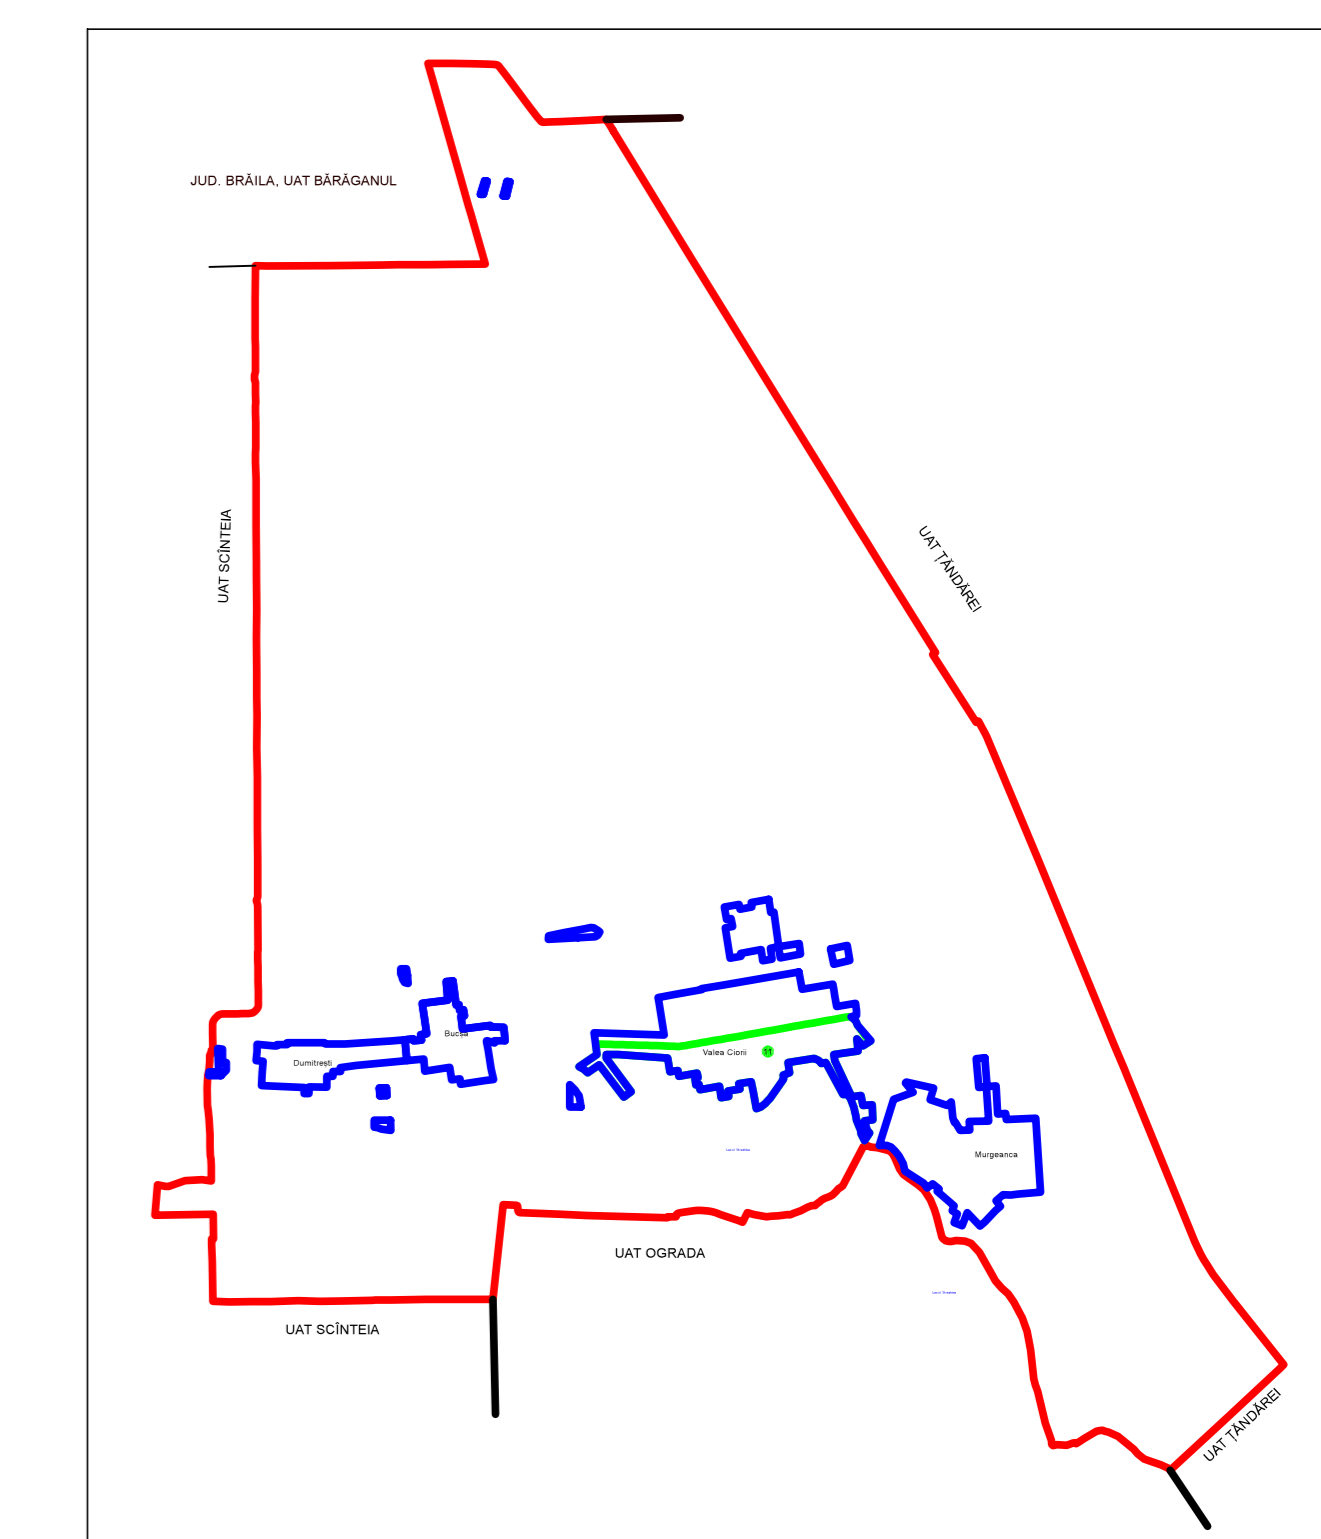 JUD. BRĂILA, UAT BĂRĂGANUL
UAT SCÎNTEIA
UAT ȚĂNDĂREI
Bucșa
Dumitrești
Valea Ciorii
11
Murgeanca
UAT OGRADA
UAT SCÎNTEIA
UAT ȚĂNDĂREI